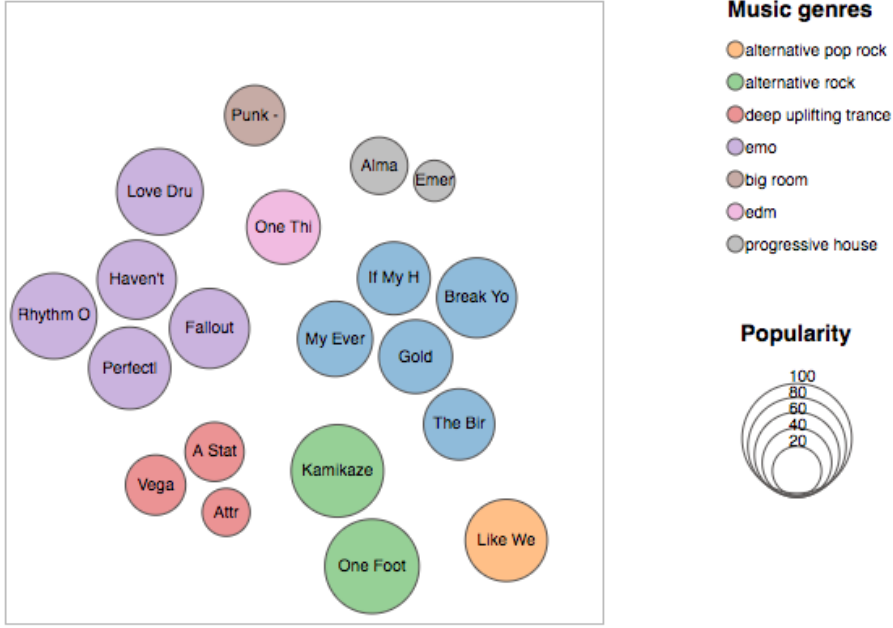 Music genres
alternative pop rock
alternative rock
deep uplifting trance
emo
big room
edm
progressive house
Popularity
100
80
60
40
20
Punk -
Alma
Emer
Love Dru
One Thi
Haven't
If My H
Break Yo
Rhythm O
Fallout
My Ever
Gold
Perfectl
The Bir
A Stat
Kamikaze
Vega
Attr
Like We
One Foot